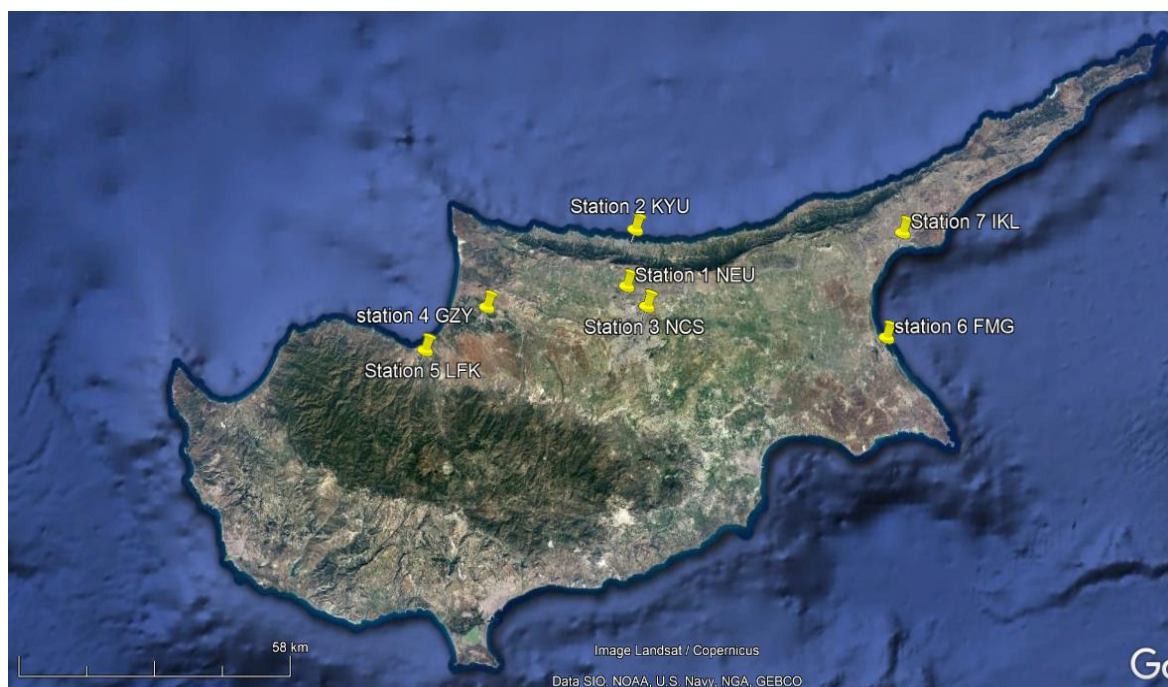 Station 2 KYU
Station 7 IKL
Station 1 NEU
station 4 GZY
Station 3 NCS
station 6 FMG
Station 5 LFK
58 km
Image Landsat / Copernicus
Data SIO, NOAA, U.S. Navy, NGA, GEBCO
Go